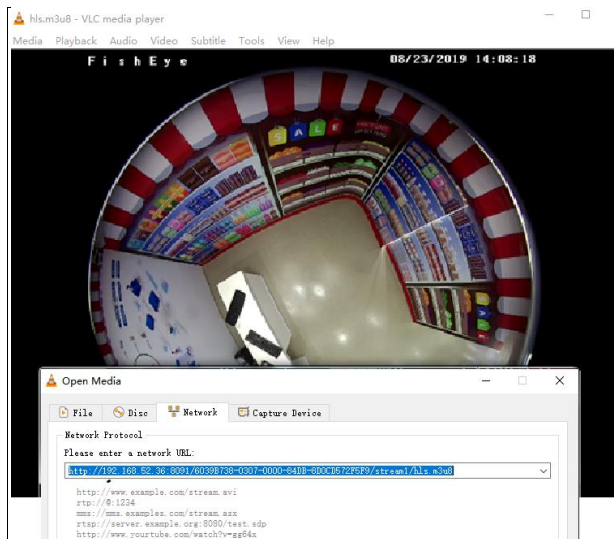 hls.m3u8 - VLC media player
Media Playback Audio Video Subtitle Tools View Help
FishEye 08/23/2019 14:08:18
SALE
Open Media
File Disc Network Capture Device
Network Protocol
Please enter a network URL:
http://192.168.52.36:8091/6039B738-0307-0000-84DB-8D0CD572F5F9/stream1/hls.m3u8
http://www.example.com/stream.avi
rtp://@:1234
mms://mms.examples.com/stream.asx
rtsp://server.example.org:8080/test.sdp
http://www.yourtube.com/watch?v=gg64x